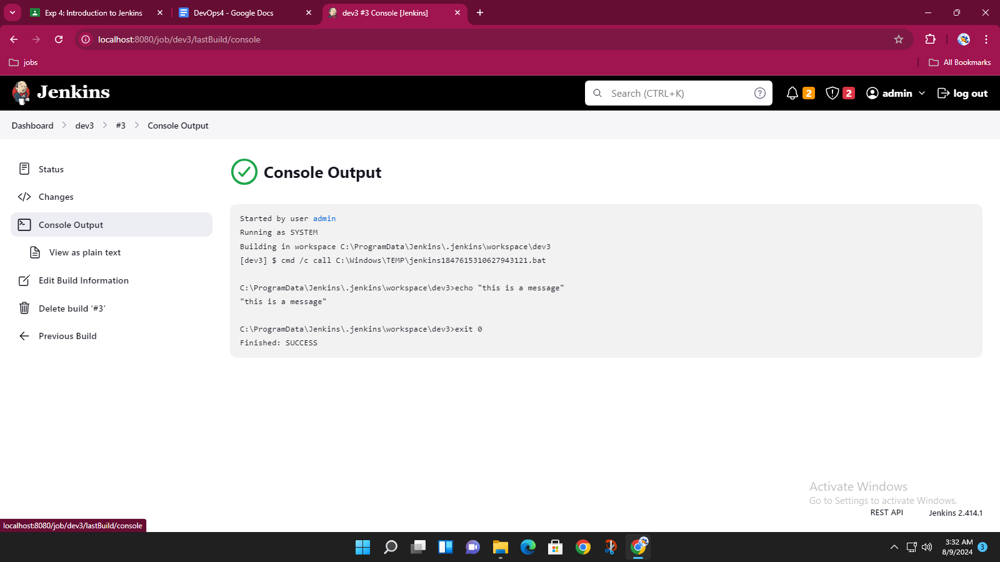 Exp 4: Introduction to Jenkins
DevOps4 - Google Docs
dev3 #3 Console [Jenkins]
localhost:8080/job/dev3/lastBuild/console
jobs
All Bookmarks
Jenkins
Search (CTRL+K)
?
2
2
admin
log out
Dashboard
dev3
#3
Console Output
Status
Changes
Console Output
View as plain text
Edit Build Information
Delete build ‘#3’
Previous Build
Console Output
Started by user admin
Running as SYSTEM
Building in workspace C:\ProgramData\Jenkins\.jenkins\workspace\dev3
[dev3] $ cmd /c call C:\Windows\TEMP\jenkins1847615310627943121.bat
C:\ProgramData\Jenkins\.jenkins\workspace\dev3>echo "this is a message"
"this is a message"
C:\ProgramData\Jenkins\.jenkins\workspace\dev3>exit 0
Finished: SUCCESS
Activate Windows
Go to Settings to activate Windows.
REST API
Jenkins 2.414.1
localhost:8080/job/dev3/lastBuild/console
3:32 AM
8/9/2024
3